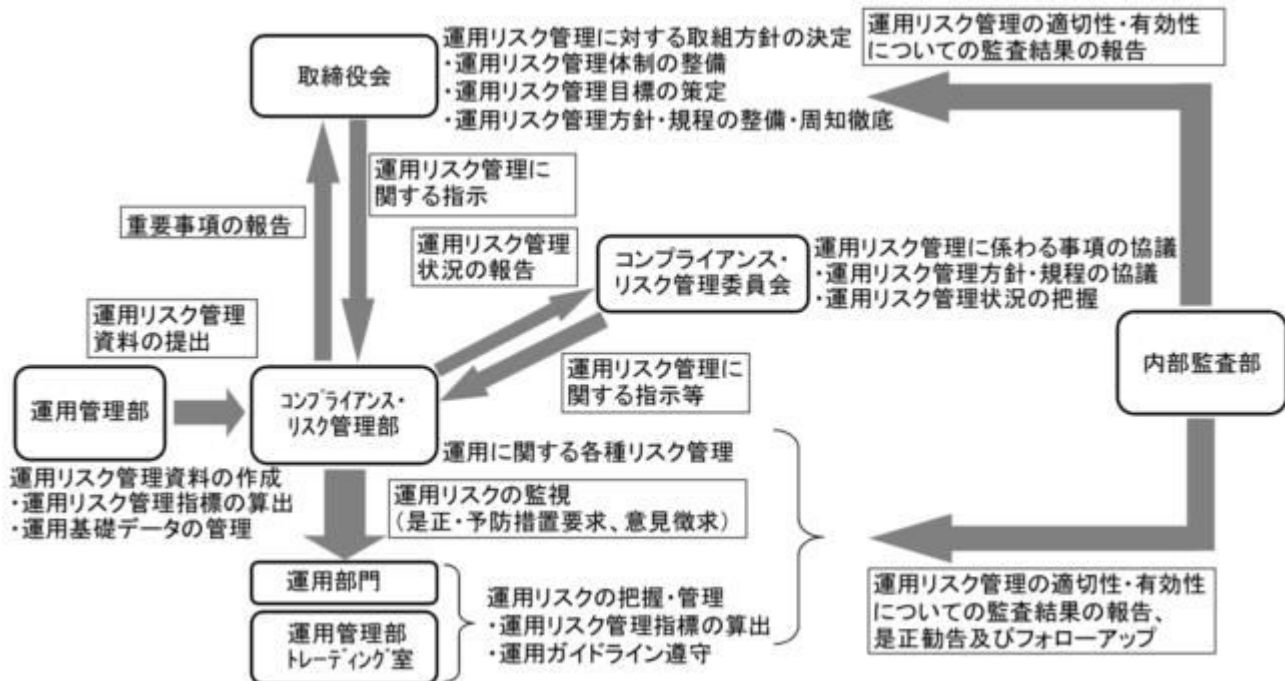 取締役会
運用リスク管理に対する取組方針の決定
・運用リスク管理体制の整備
・運用リスク管理目標の策定
・運用リスク管理方針・規程の整備・周知徹底
運用リスク管理の適切性・有効性
についての監査結果の報告
重要事項の報告
運用リスク管理に
関する指示
運用リスク管理
状況の報告
コンプライアンス・
リスク管理委員会
運用リスク管理に係わる事項の協議
・運用リスク管理方針・規程の協議
・運用リスク管理状況の把握
運用リスク管理
資料の提出
運用リスク管理に
関する指示等
内部監査部
運用管理部
コンプライアンス・
リスク管理部
運用に関する各種リスク管理
運用リスク管理資料の作成
・運用リスク管理指標の算出
・運用基礎データの管理
運用リスクの監視
（是正・予防措置要求、意見徴求）
運用部門
運用管理部
トレーディング室
運用リスクの把握・管理
・運用リスク管理指標の算出
・運用ガイドライン遵守
運用リスク管理の適切性・有効性
についての監査結果の報告、
是正勧告及びフォローアップ